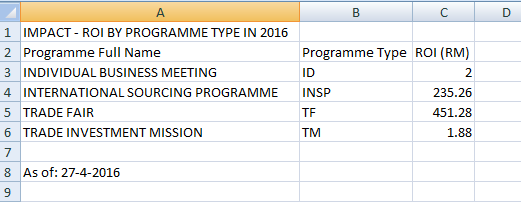 A B C D
1 IMPACT - ROI BY PROGRAMME TYPE IN 2016
2 Programme Full Name Programme Type ROI (RM)
3 INDIVIDUAL BUSINESS MEETING ID 2
4 INTERNATIONAL SOURCING PROGRAMME INSP 235.26
5 TRADE FAIR TF 451.28
6 TRADE INVESTMENT MISSION TM 1.88
7
8 As of: 27-4-2016
9